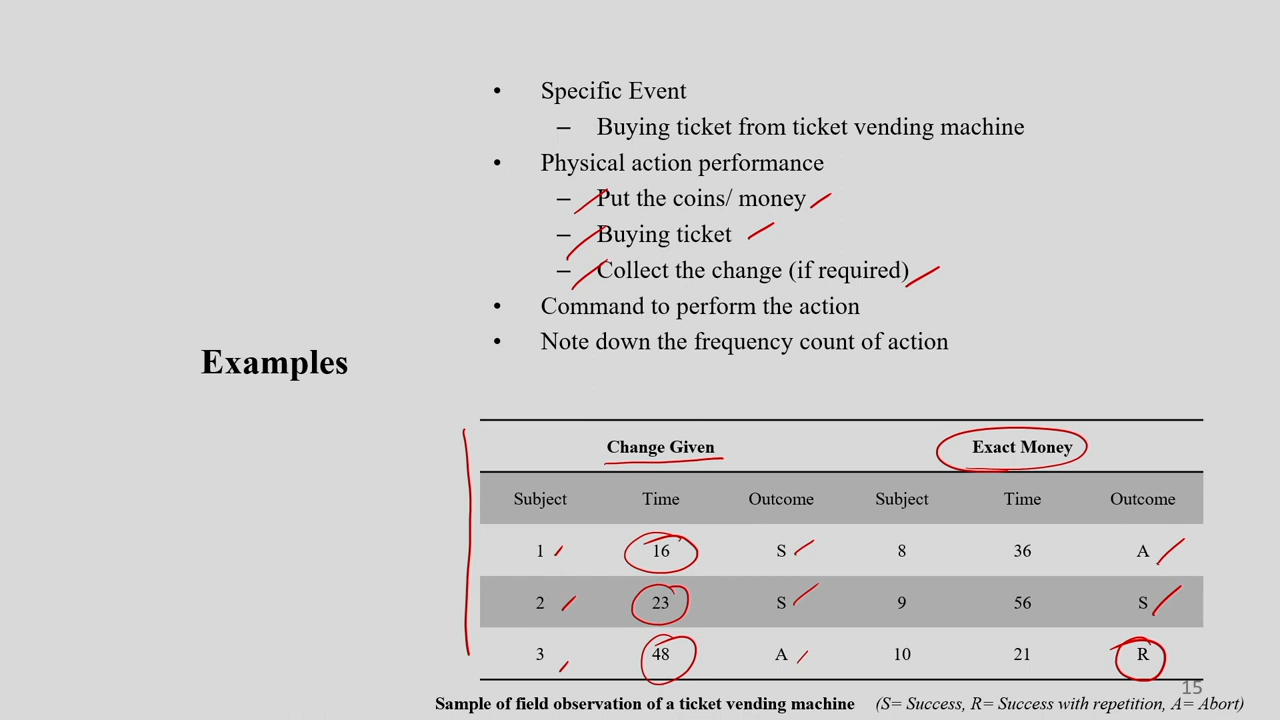 • Specific Event
– Buying ticket from ticket vending machine
• Physical action performance
– Put the coins/ money
– Buying ticket
– Collect the change (if required)
• Command to perform the action
• Note down the frequency count of action
Examples
Change Given Exact Money
Subject Time Outcome Subject Time Outcome
1 16 S 8 36 A
2 23 S 9 56 S
3 48 A 10 21 R
15
Sample of field observation of a ticket vending machine (S= Success, R= Success with repetition, A= Abort)